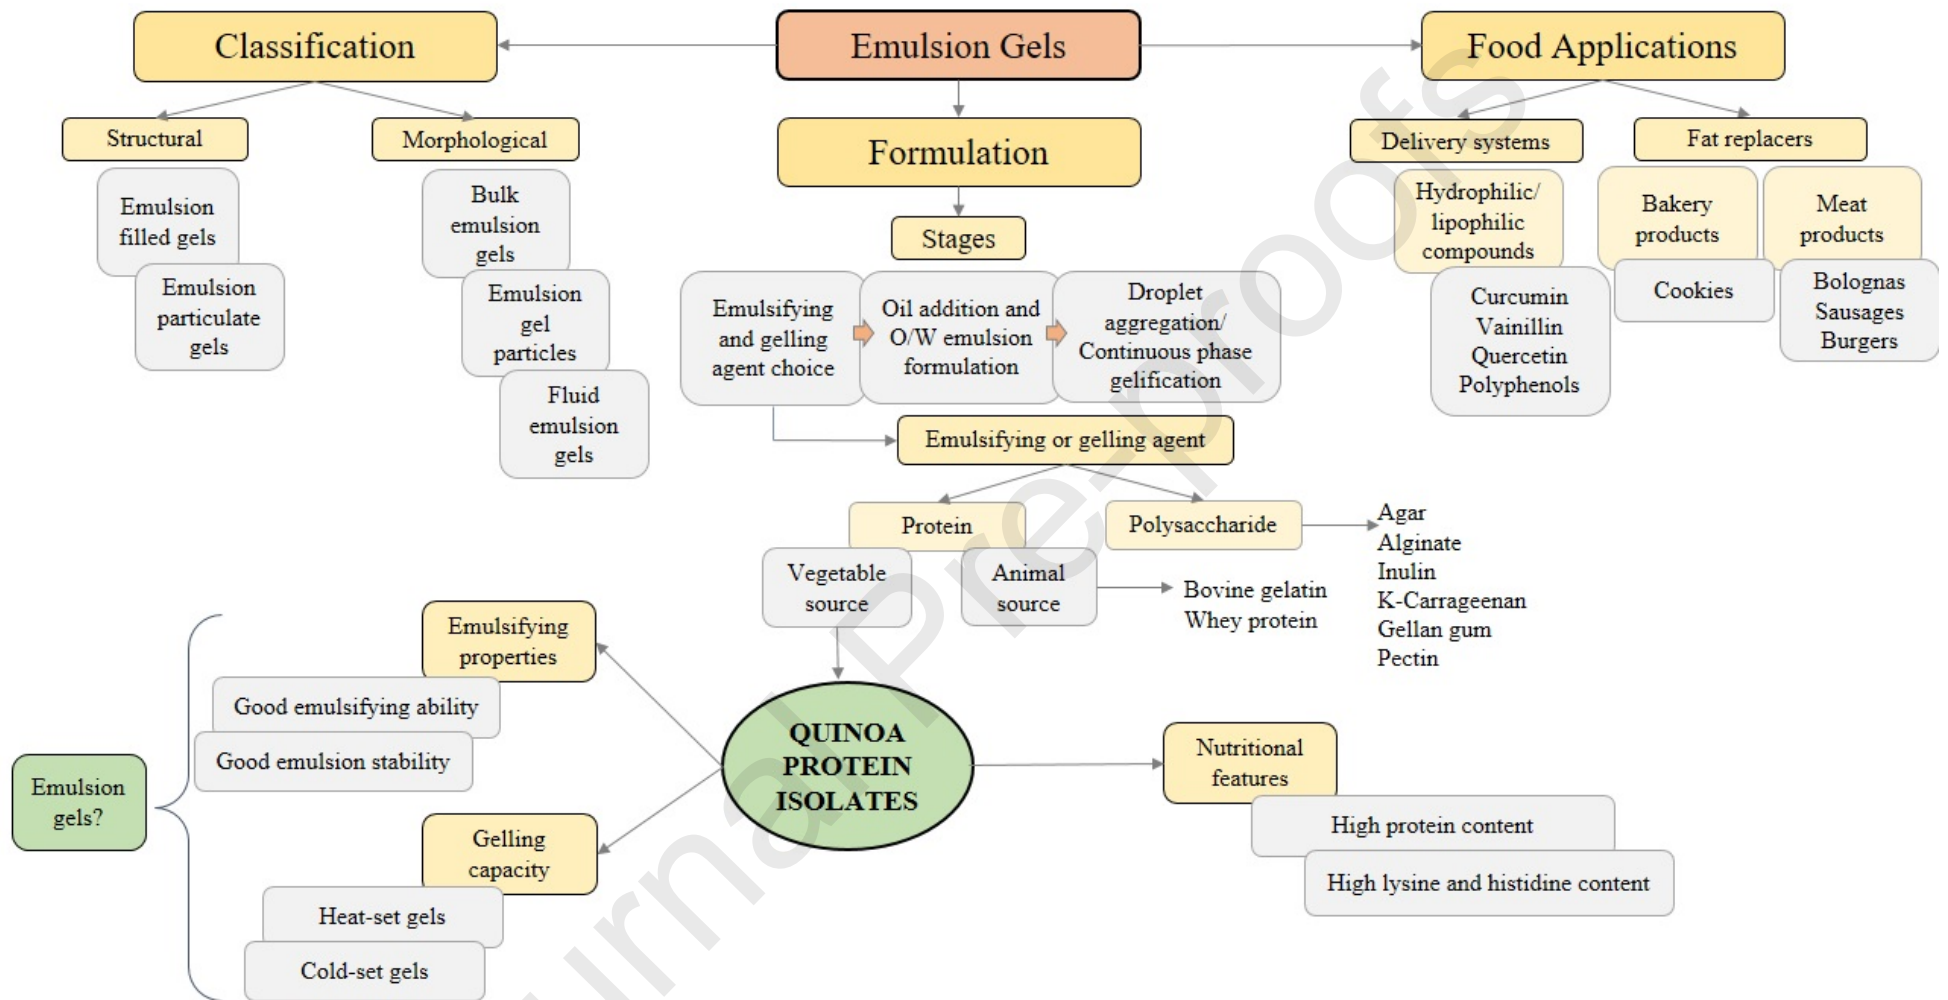 Emulsion Gels
Classification
Structural
Emulsion
filled gels
Emulsion
particulate
gels
Morphological
Bulk
emulsion
gels
Emulsion
gel
particles
Fluid
emulsion
gels
Formulation
Stages
Emulsifying
and gelling
agent choice
Oil addition and
O/W emulsion
formulation
Droplet
aggregation/
Continuous phase
gelification
Emulsifying or gelling agent
Protein
Vegetable
source
Animal
source
Bovine gelatin
Whey protein
Polysaccharide
Agar
Alginate
Inulin
K-Carrageenan
Gellan gum
Pectin
Food Applications
Delivery systems
Hydrophilic/
lipophilic
compounds
Curcumin
Vainillin
Quercetin
Polyphenols
Fat replacers
Bakery
products
Cookies
Meat
products
Bolognas
Sausages
Burgers
QUINOA
PROTEIN
ISOLATES
Emulsifying
properties
Good emulsifying ability
Good emulsion stability
Gelling
capacity
Heat-set gels
Cold-set gels
Emulsion
gels?
Nutritional
features
High protein content
High lysine and histidine content
urnal Pre-proofs